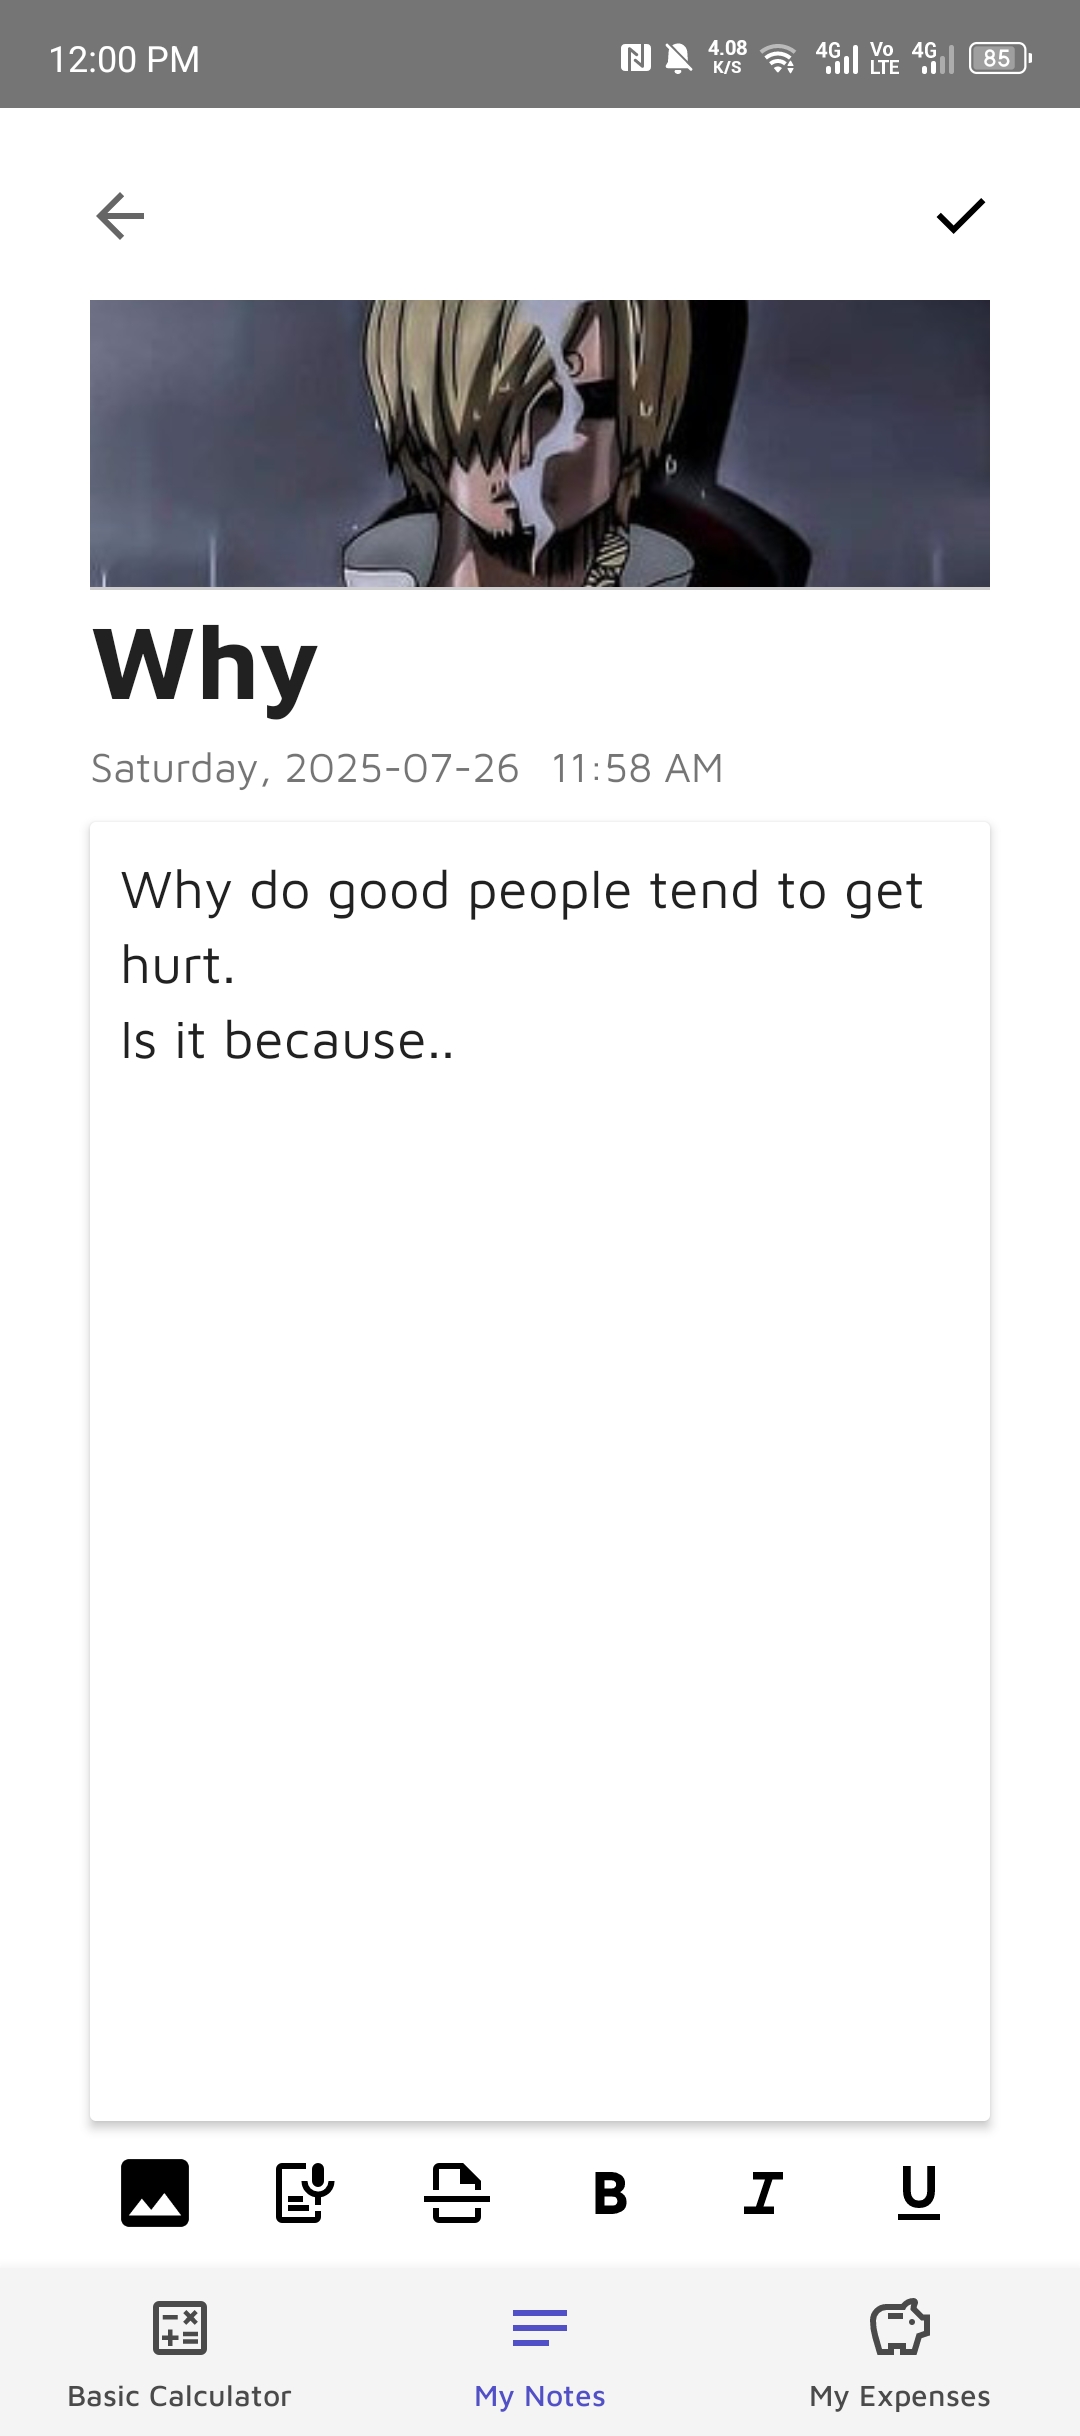 12:00 PM
4.08
K/S
4G
Vo
LTE
4G
85
Why
Saturday, 2025-07-26 11:58 AM
Why do good people tend to get
hurt.
Is it because..
B I U
Basic Calculator
My Notes
My Expenses